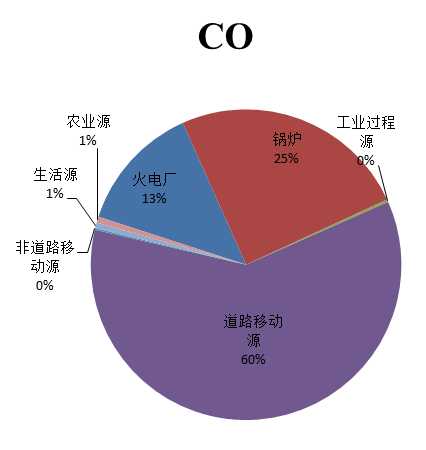 CO
农业源
1%
生活源
1%
非道路移
动源
0%
火电厂
13%
锅炉
25%
工业过程
源
0%
道路移动
源
60%